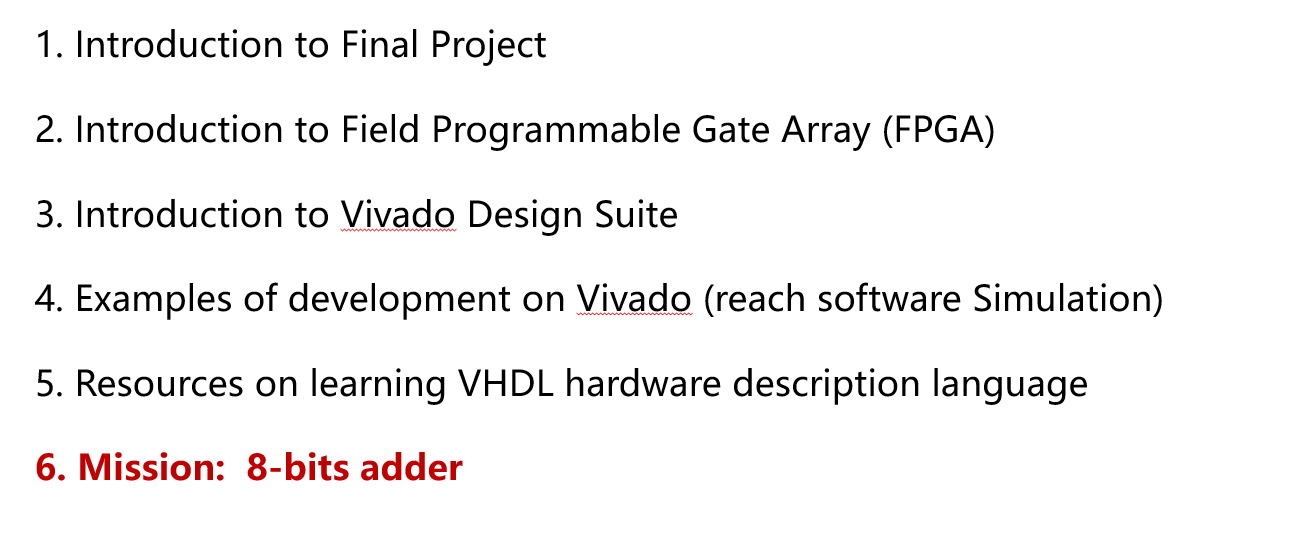 1. Introduction to Final Project
2. Introduction to Field Programmable Gate Array (FPGA)
3. Introduction to Vivado Design Suite
4. Examples of development on Vivado (reach software Simulation)
5. Resources on learning VHDL hardware description language
6. Mission:  8-bits adder